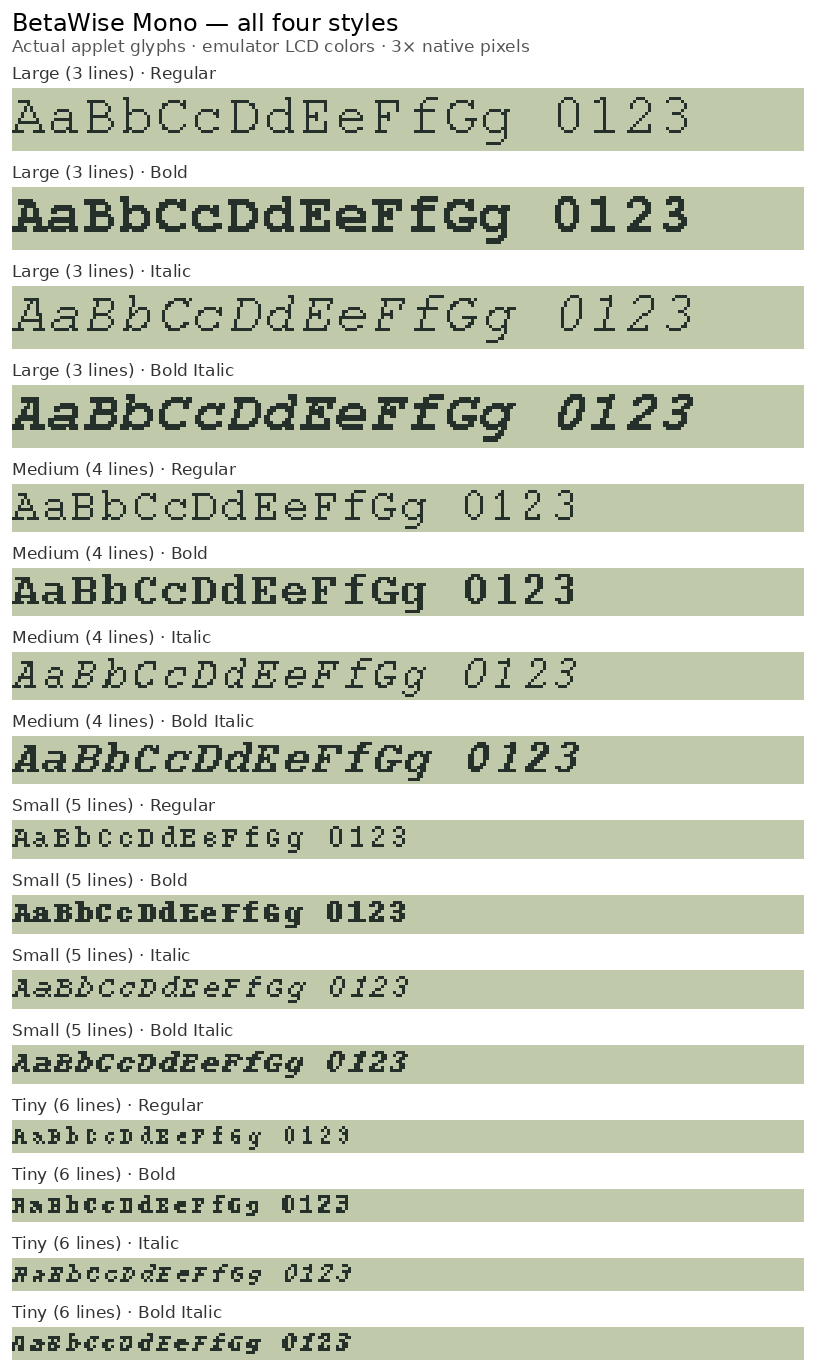 BetaWise Mono — all four styles
Actual applet glyphs · emulator LCD colors · 3× native pixels
Large (3 lines) · Regular
AaBbCcDdEeFfGg 0123
Large (3 lines) · Bold
AaBbCcDdEeFfGg 0123
Large (3 lines) · Italic
AaBbCcDdEeFfGg 0123
Large (3 lines) · Bold Italic
AaBbCcDdEeFfGg 0123
Medium (4 lines) · Regular
AaBbCcDdEeFfGg 0123
Medium (4 lines) · Bold
AaBbCcDdEeFfGg 0123
Medium (4 lines) · Italic
AaBbCcDdEeFfGg 0123
Medium (4 lines) · Bold Italic
AaBbCcDdEeFfGg 0123
Small (5 lines) · Regular
AaBbCcDdEeFfGg 0123
Small (5 lines) · Bold
AaBbCcDdEeFfGg 0123
Small (5 lines) · Italic
AaBbCcDdEeFfGg 0123
Small (5 lines) · Bold Italic
AaBbCcDdEeFfGg 0123
Tiny (6 lines) · Regular
AaBbCcDdEeFfGg 0123
Tiny (6 lines) · Bold
AaBbCcDdEeFfGg 0123
Tiny (6 lines) · Italic
AaBbCcDdEeFfGg 0123
Tiny (6 lines) · Bold Italic
AaBbCcDdEeFfGg 0123